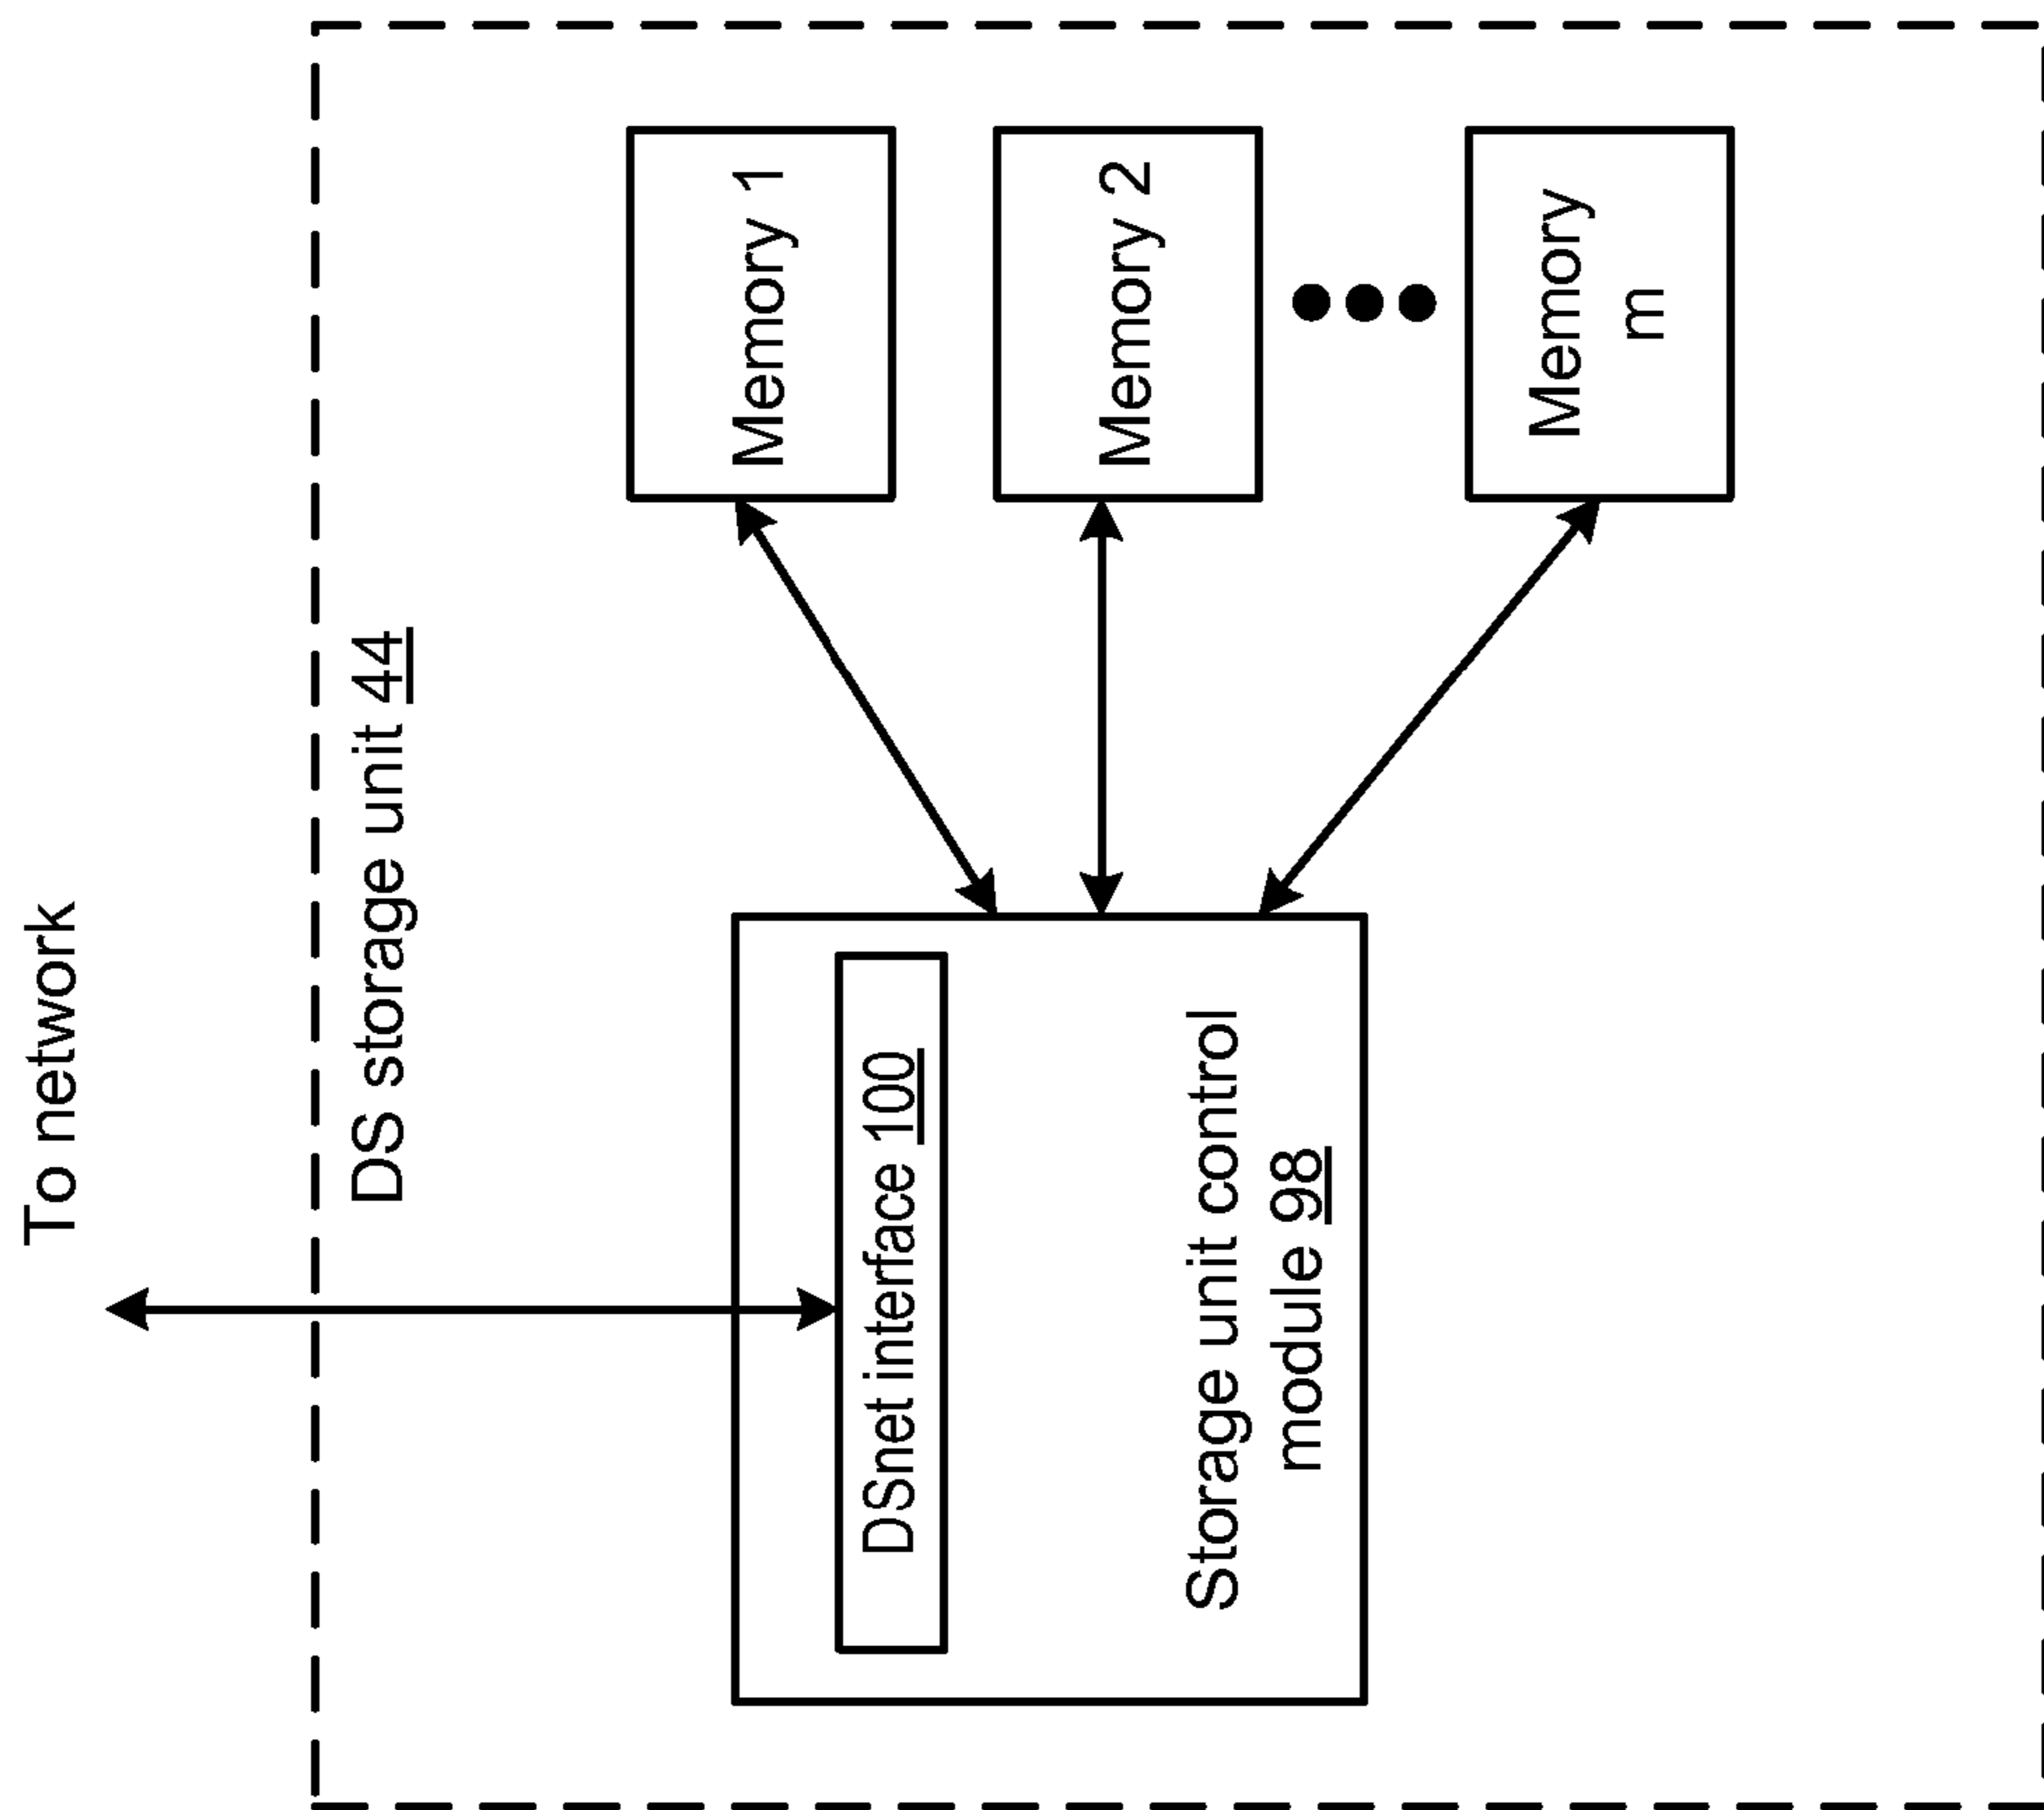 To network
DS storage unit 44
DSnet interface 100
Storage unit control
module 98
Memory 1
Memory 2
Memory
m